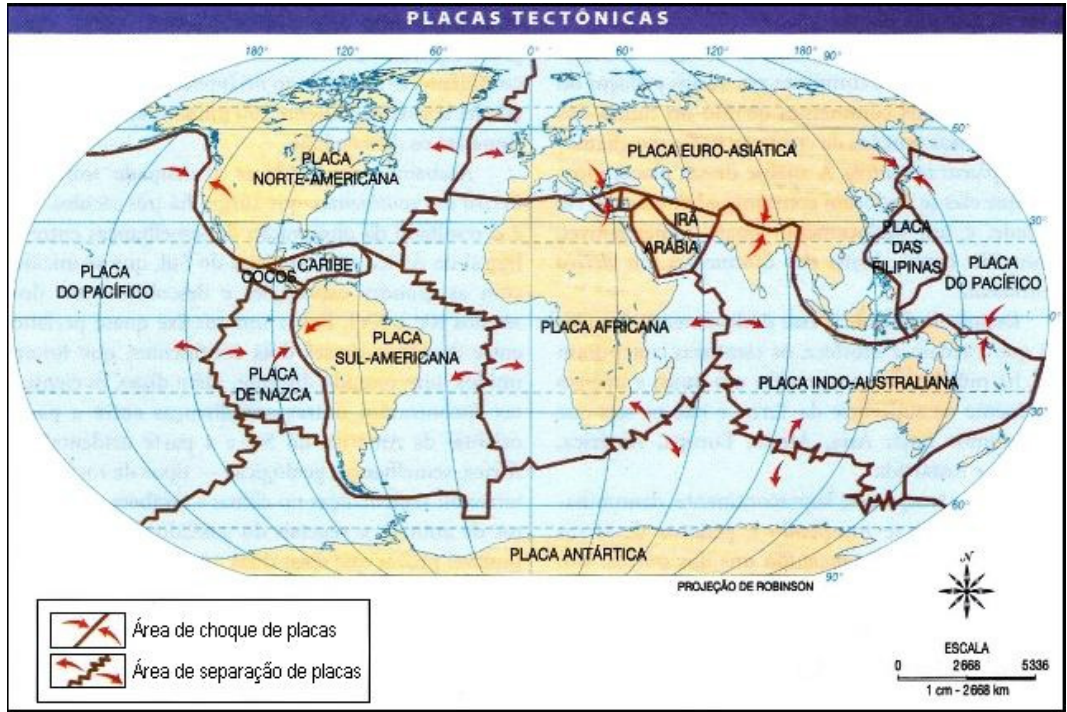 PLACAS TECTÔNICAS
180° 120° 60° 0° 60° 120° 180°
90°
50°
30°
0°
30°
60°
90°
PLACA
NORTE-AMERICANA
PLACA EURO-ASIÁTICA
IRÃ
ARÁBIA
PLACA
DAS
FILIPINAS
PLACA
DO PACÍFICO
PLACA
DO PACÍFICO
COCOS
CARIBE
PLACA
SUL-AMERICANA
PLACA AFRICANA
PLACA
DE NAZCA
PLACA INDO-AUSTRALIANA
PLACA ANTÁRTICA
PROJEÇÃO DE ROBINSON
N
Área de choque de placas
Área de separação de placas
ESCALA
0 2668 5336
1 cm - 2668 km